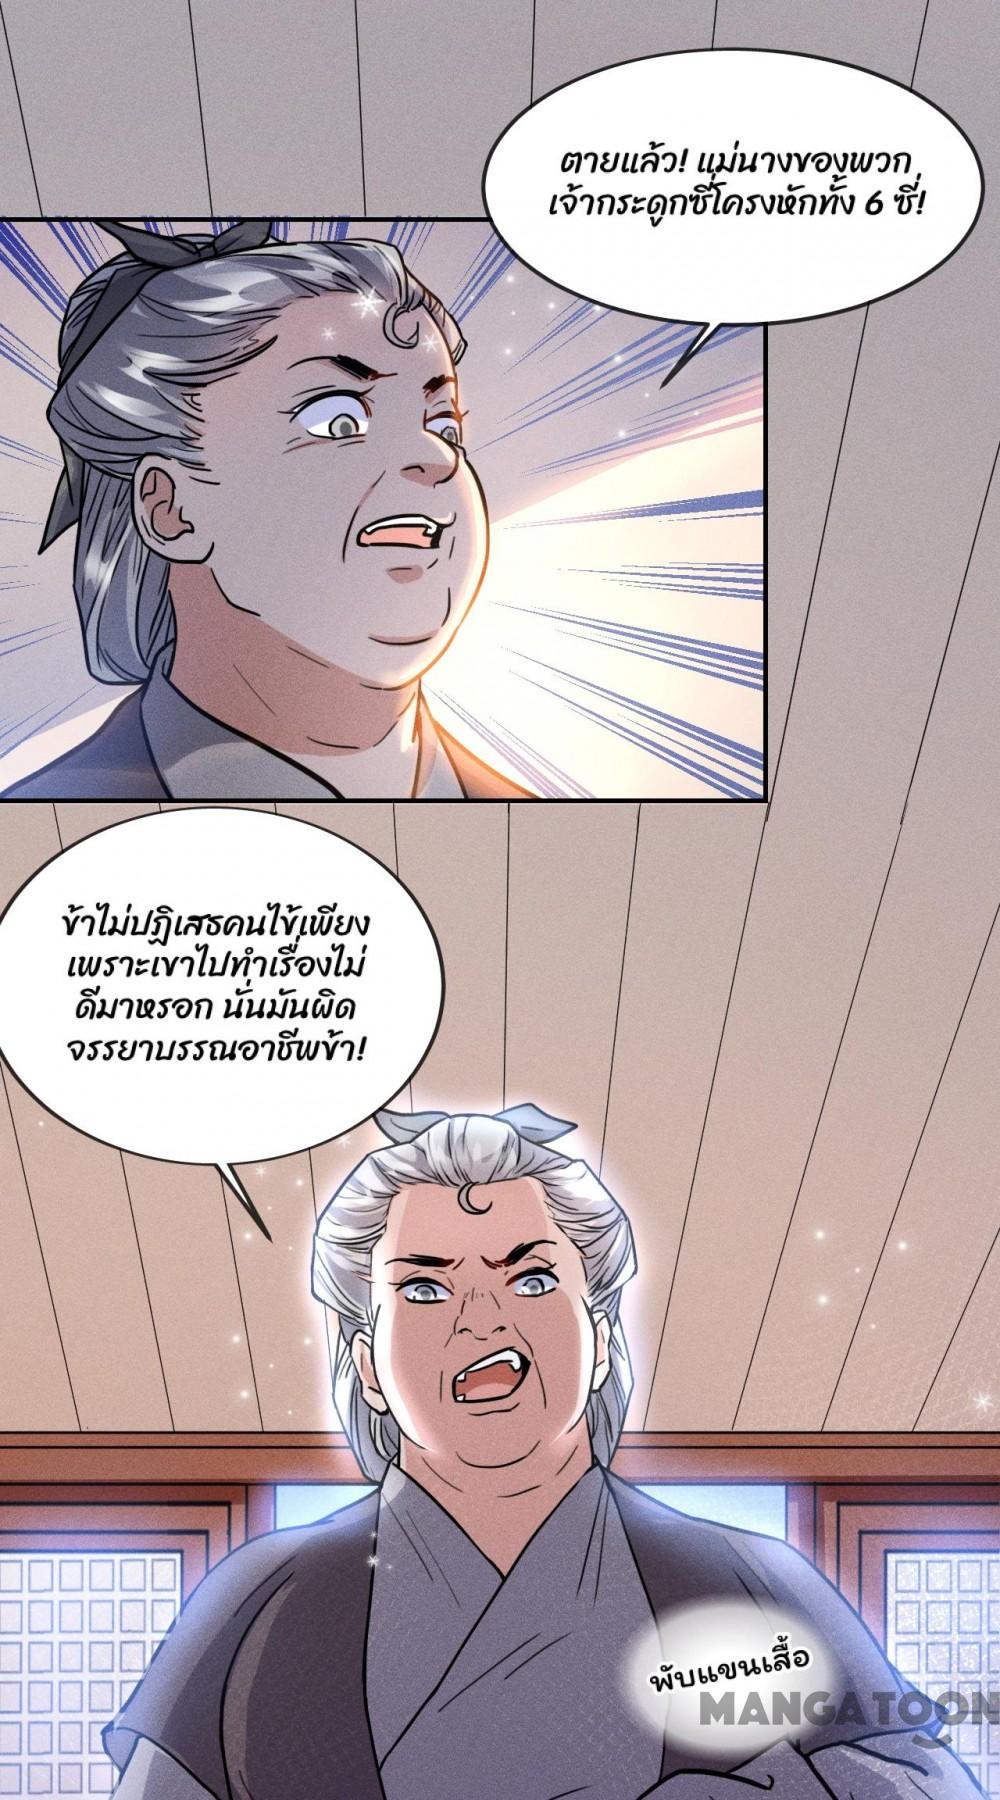 ตายแล้ว! แม่นางของพวก
เจ้ากระดูกซี่โครงหักทั้ง 6 ซี่!
ข้าไม่ปฏิเสธคนไข้เพียง
เพราะเขาไปทำเรื่องไม่
ดีมาหรอก นั่นมันผิด
จรรยาบรรณอาชีพข้า!
พับแขนเสื้อ
MANGATOON